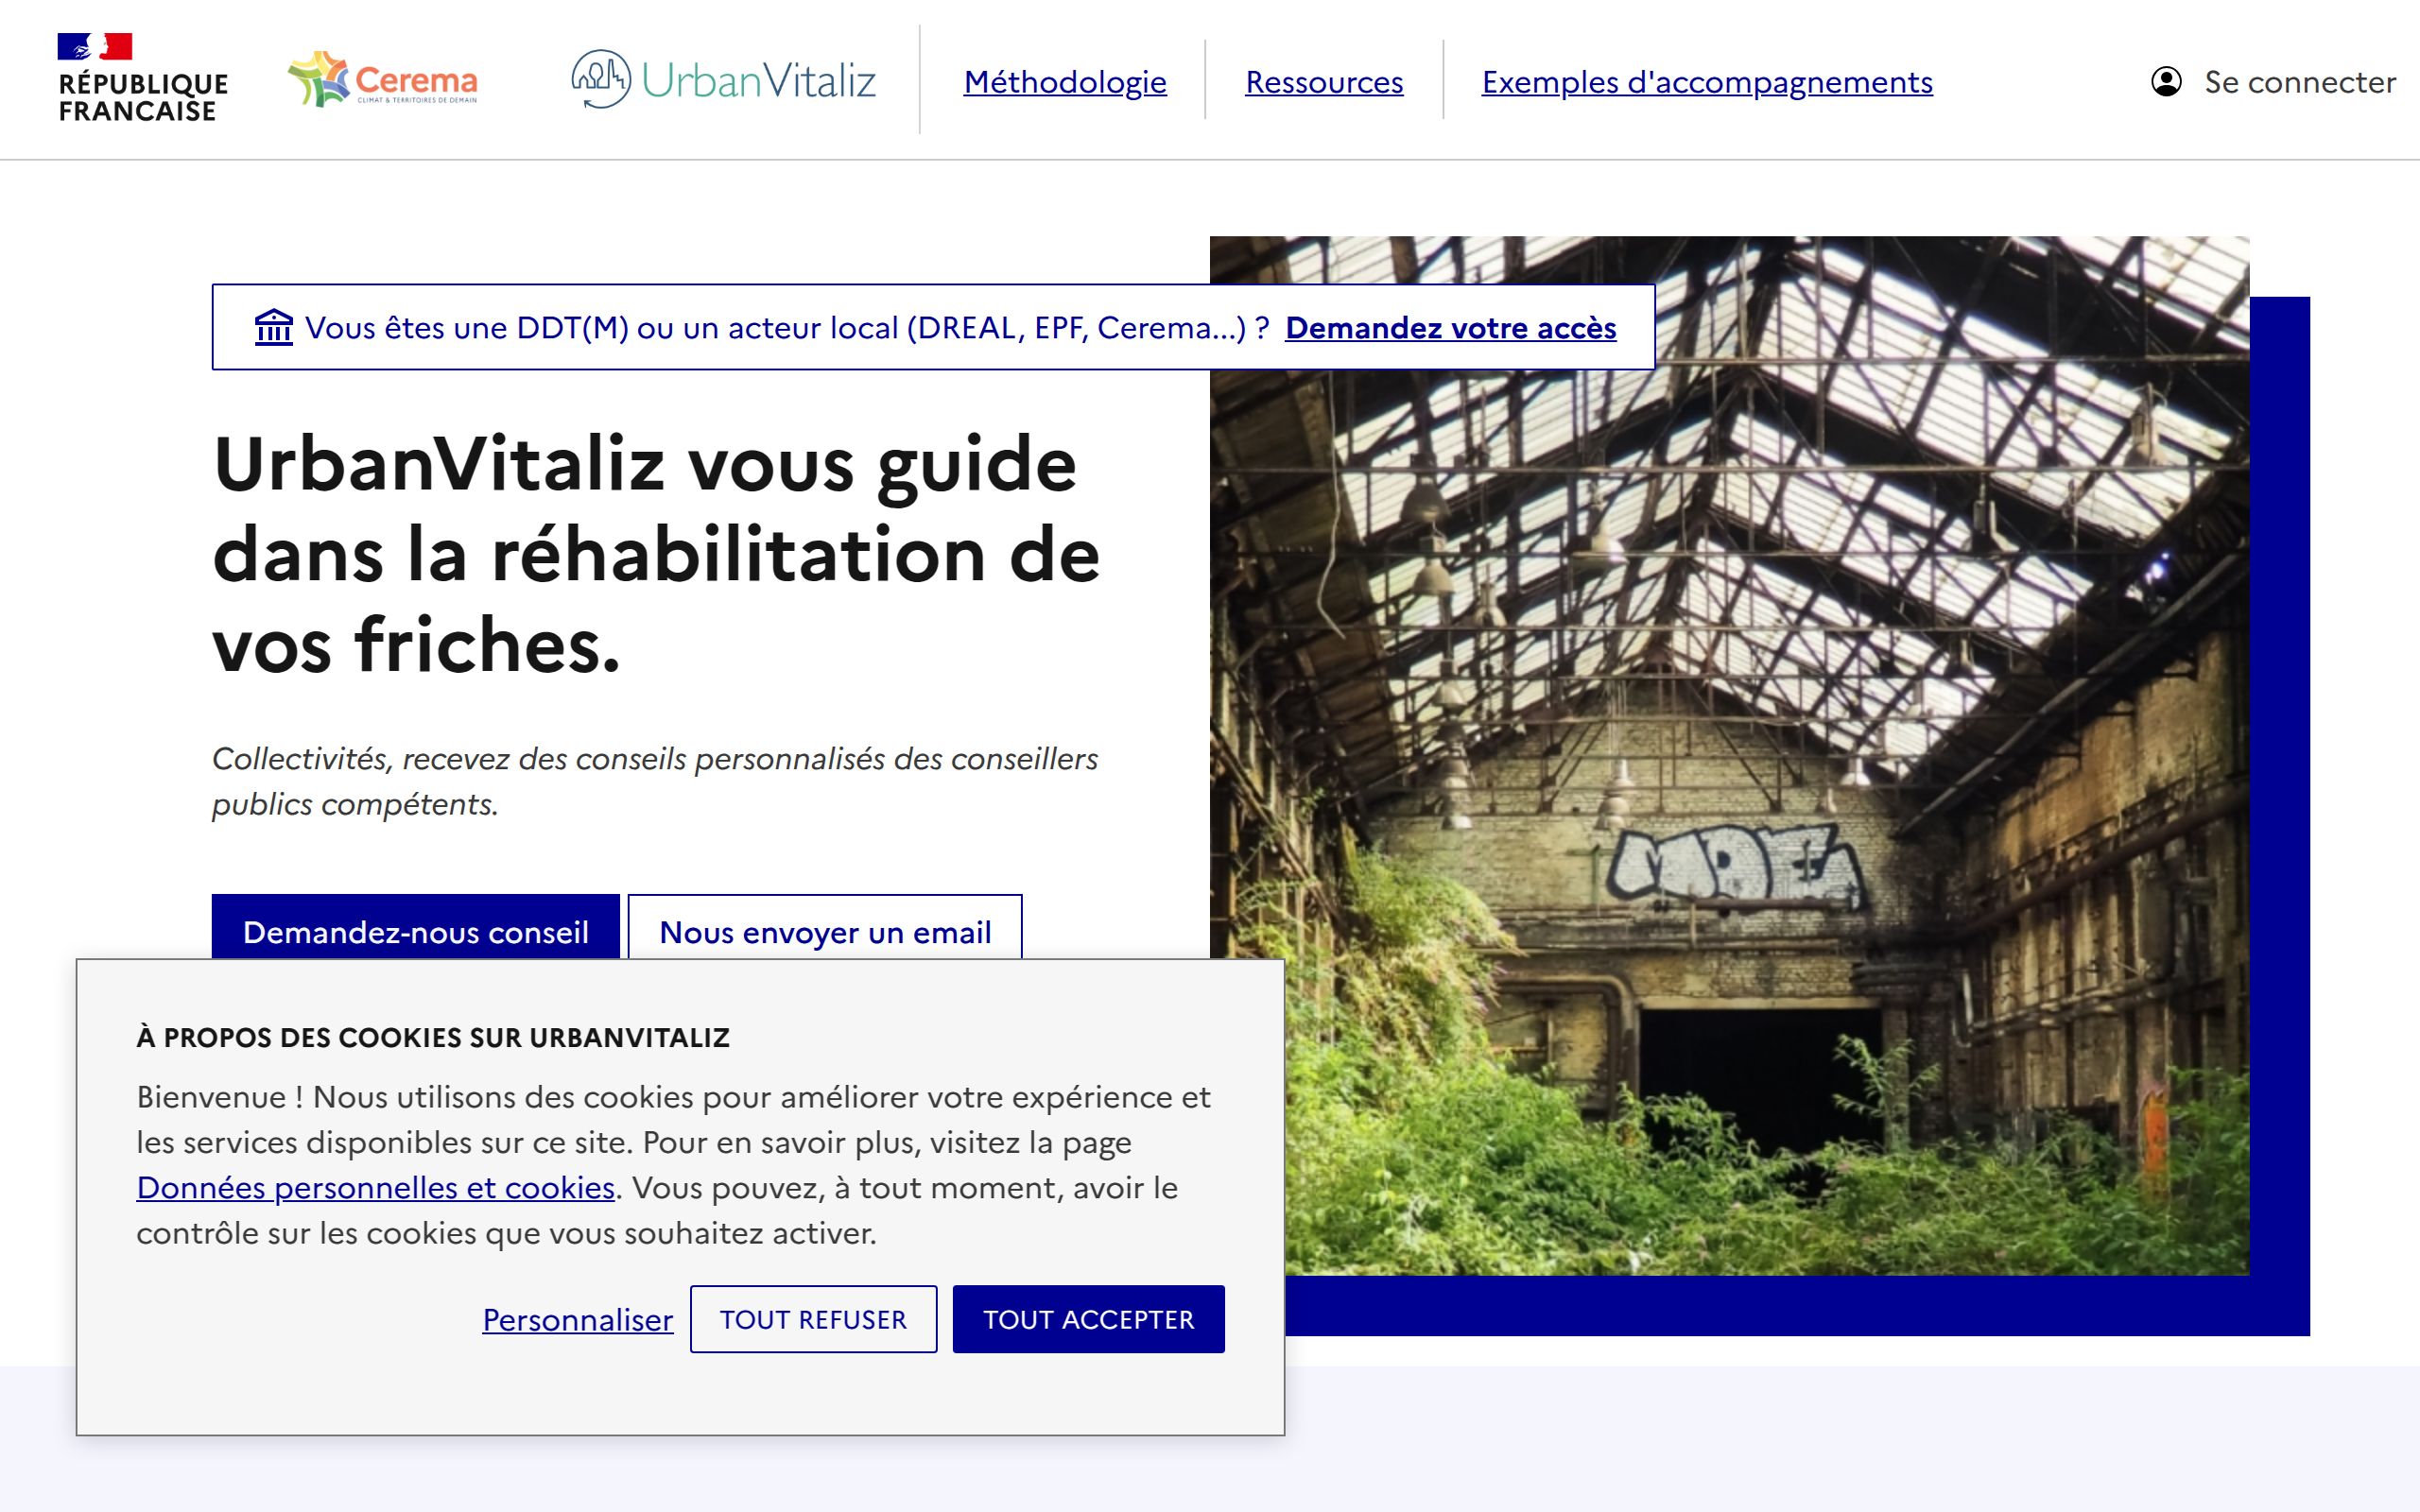 RÉPUBLIQUE
FRANCAISE
Cerema
CLIMAT & TERRITOIRES DE DEMAIN
UrbanVitaliz
Méthodologie
Ressources
Exemples d'accompagnements
Se connecter
Vous êtes une DDT(M) ou un acteur local (DREAL, EPF, Cerema...) ? Demandez votre accès
UrbanVitaliz vous guide
dans la réhabilitation de
vos friches.
Collectivités, recevez des conseils personnalisés des conseillers
publics compétents.
Demandez-nous conseil
Nous envoyer un email
À PROPOS DES COOKIES SUR URBANVITALIZ
Bienvenue ! Nous utilisons des cookies pour améliorer votre expérience et
les services disponibles sur ce site. Pour en savoir plus, visitez la page
Données personnelles et cookies. Vous pouvez, à tout moment, avoir le
contrôle sur les cookies que vous souhaitez activer.
Personnaliser
TOUT REFUSER
TOUT ACCEPTER